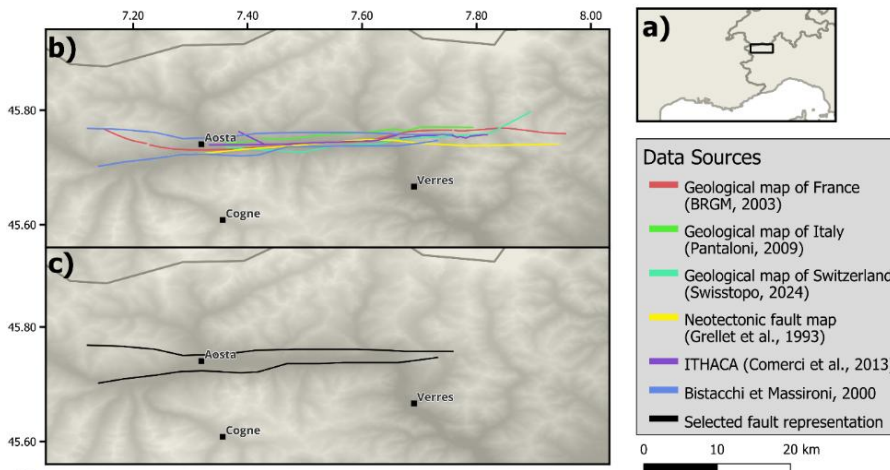 7.20 7.40 7.60 7.80 8.00
b)
45.80
Aosta
Verres
45.60
Cogne
c)
45.80
Aosta
Verres
45.60
Cogne
a)
Data Sources
Geological map of France
(BRGM, 2003)
Geological map of Italy
(Pantaloni, 2009)
Geological map of Switzerland
(Swisstopo, 2024)
Neotectonic fault map
(Grellet et al., 1993)
ITHACA (Comerci et al., 2013)
Bistacchi et Massironi, 2000
Selected fault representation
0 10 20 km